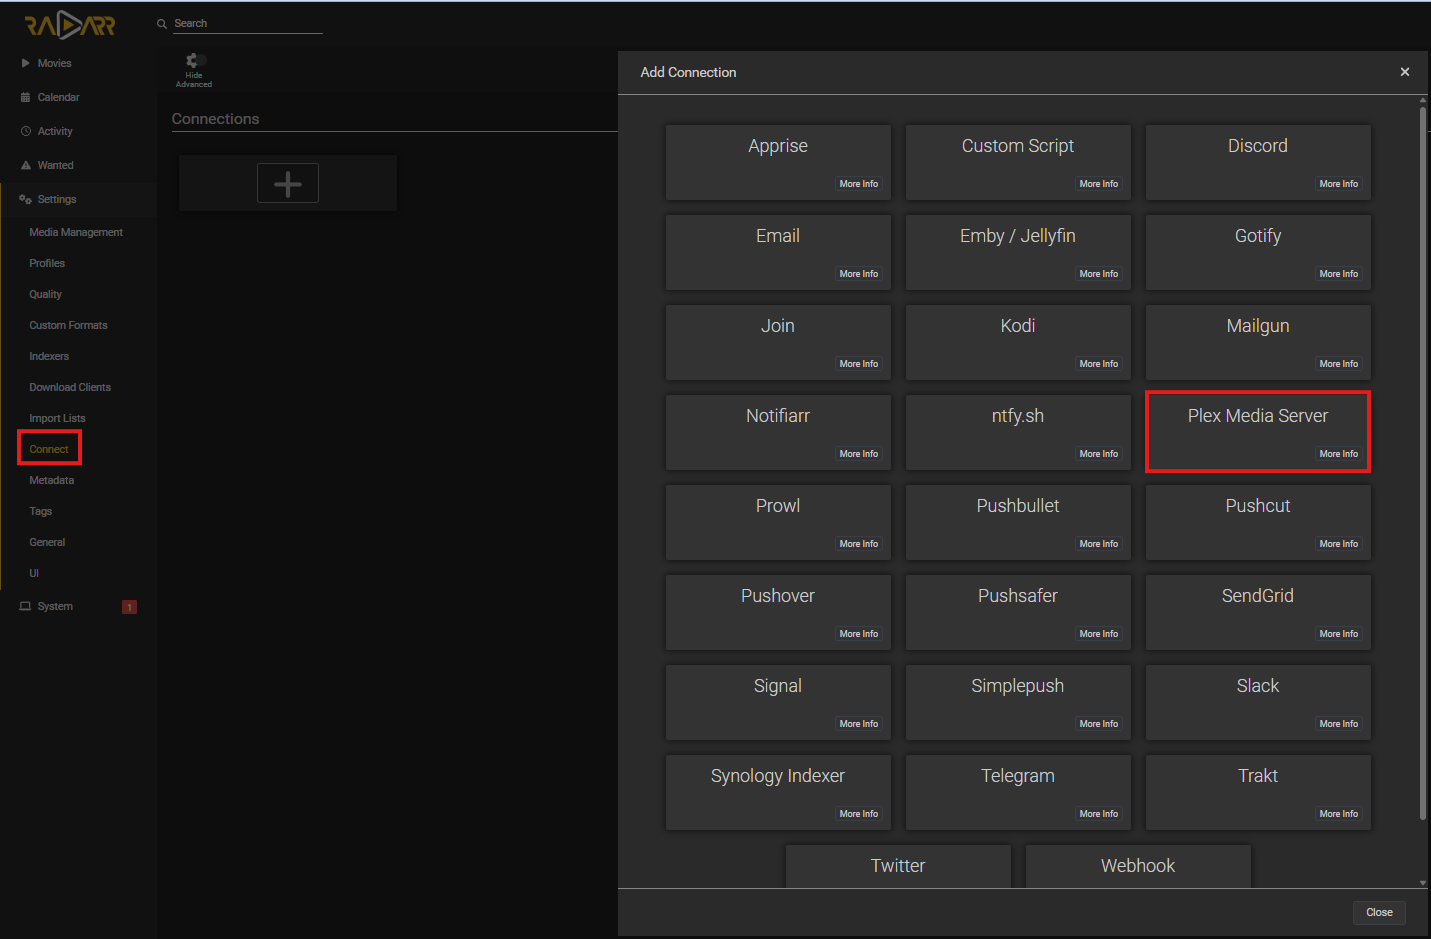 RADARR
Search
Movies
Calendar
Activity
Wanted
Settings
Media Management
Profiles
Quality
Custom Formats
Indexers
Download Clients
Import Lists
Connect
Metadata
Tags
General
UI
System 1
Hide
Advanced
Connections
Add Connection
Apprise
More Info
Custom Script
More Info
Discord
More Info
Email
More Info
Emby / Jellyfin
More Info
Gotify
More Info
Join
More Info
Kodi
More Info
Mailgun
More Info
Notifiarr
More Info
ntfy.sh
More Info
Plex Media Server
More Info
Prowl
More Info
Pushbullet
More Info
Pushcut
More Info
Pushover
More Info
Pushsafer
More Info
SendGrid
More Info
Signal
More Info
Simplepush
More Info
Slack
More Info
Synology Indexer
More Info
Telegram
More Info
Trakt
More Info
Twitter
Webhook
Close